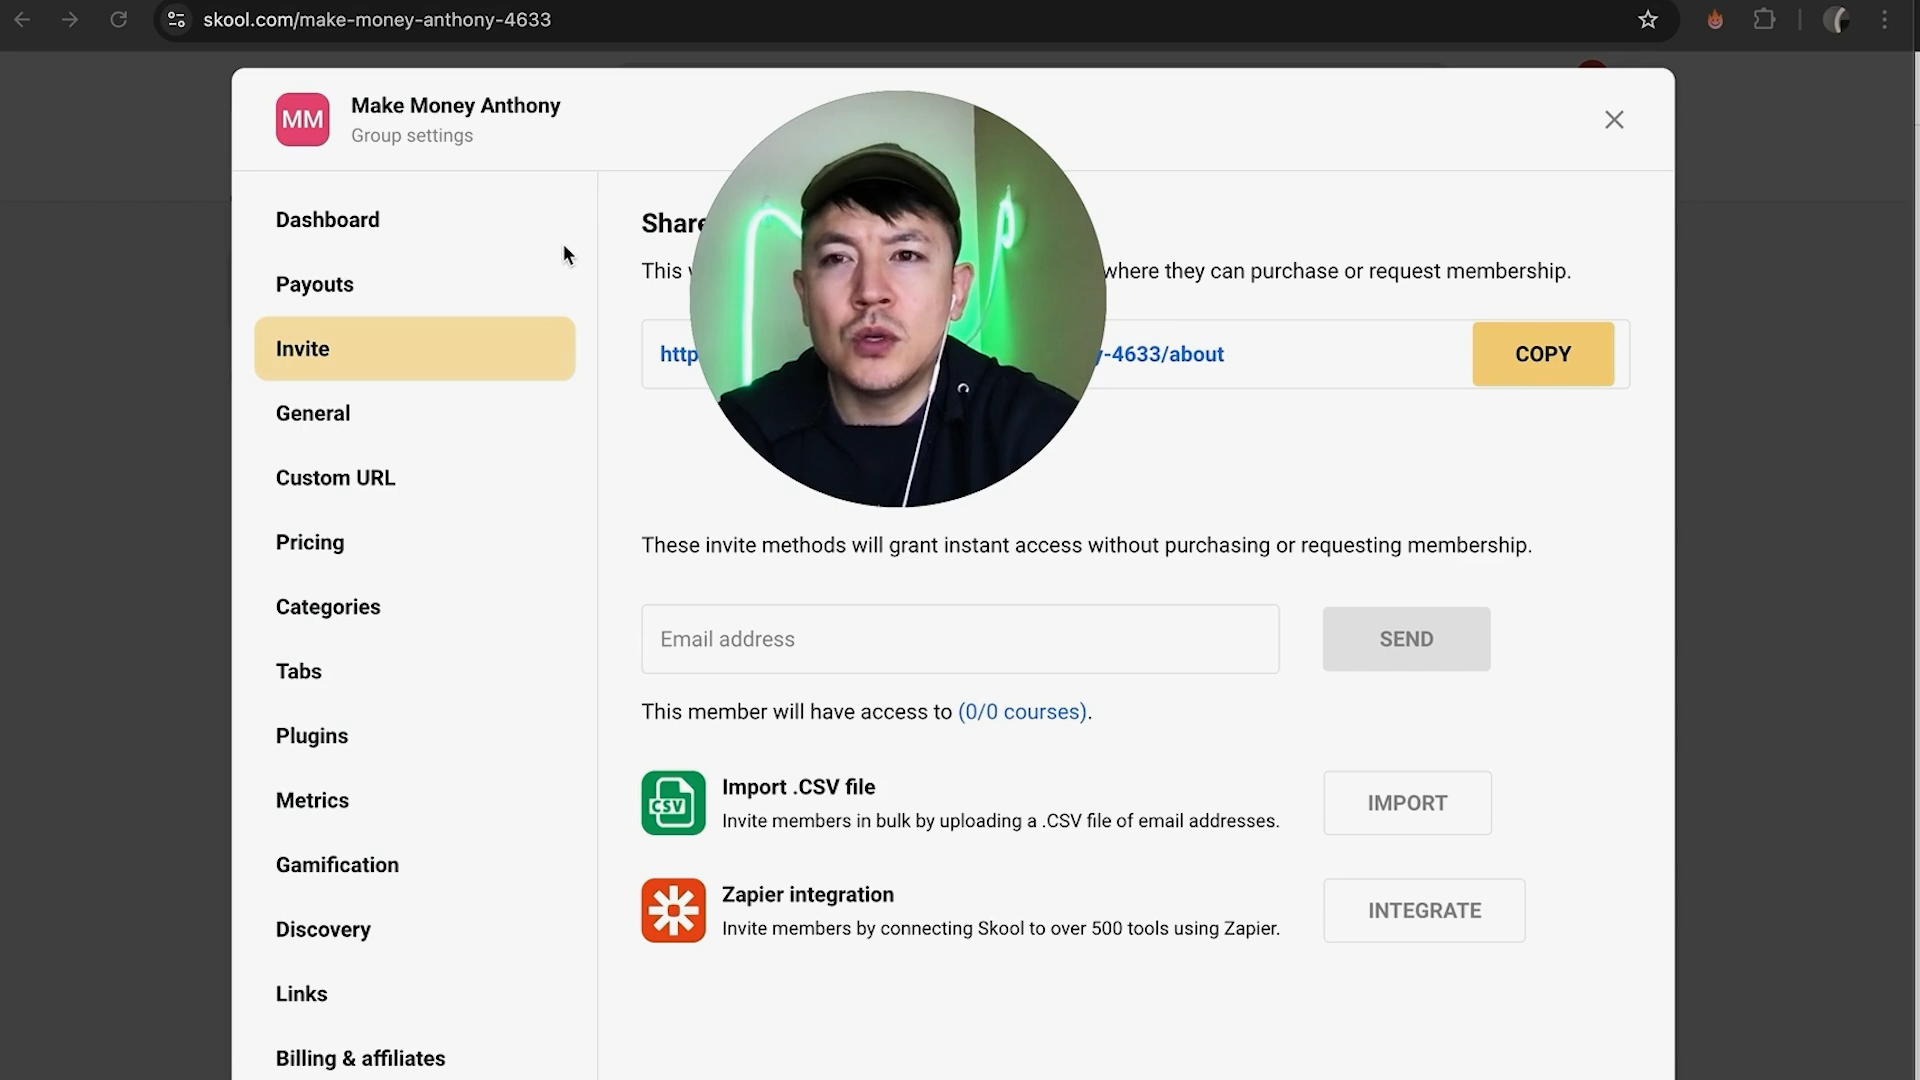 skool.com/make-money-anthony-4633
MM
Make Money Anthony
Group settings
Dashboard
Payouts
Invite
General
Custom URL
Pricing
Categories
Tabs
Plugins
Metrics
Gamification
Discovery
Links
Billing & affiliates
Share
This where they can purchase or request membership.
http y-4633/about
COPY
These invite methods will grant instant access without purchasing or requesting membership.
Email address
SEND
This member will have access to (0/0 courses).
CSV
Import .CSV file
Invite members in bulk by uploading a .CSV file of email addresses.
IMPORT
Zapier integration
Invite members by connecting Skool to over 500 tools using Zapier.
INTEGRATE